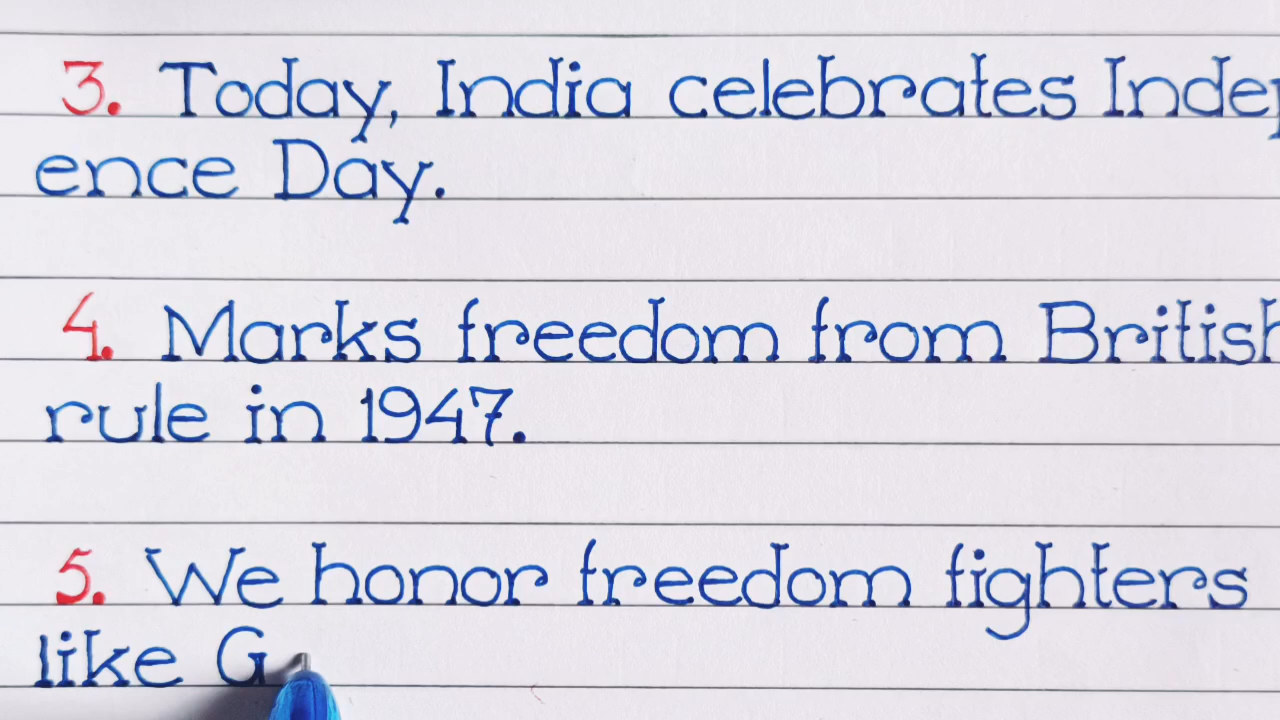 3. Today, India celebrates Indep
ence Day.
4. Marks freedom from British
rule in 1947.
5. We honor freedom fighters
like G